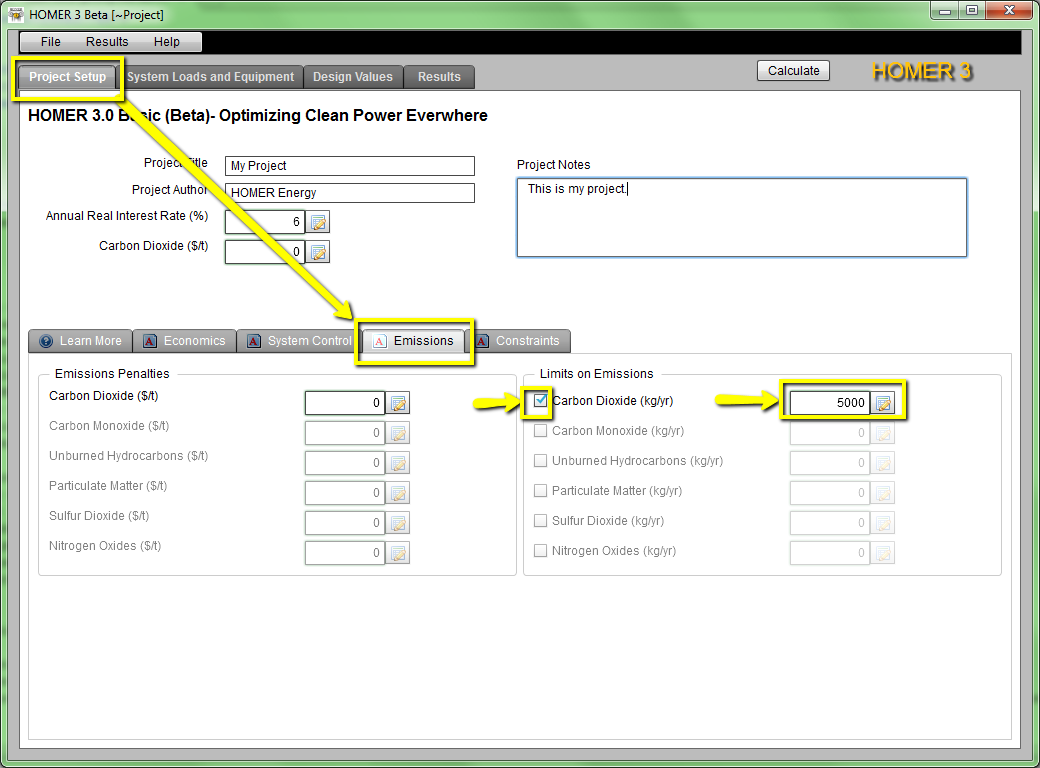 HOMER 3 Beta [~Project]
File Results Help
Project Setup System Loads and Equipment Design Values Results
Calculate
HOMER 3
HOMER 3.0 Basic (Beta)- Optimizing Clean Power Everwhere
Project Title My Project
Project Author HOMER Energy
Annual Real Interest Rate (%) 6
Carbon Dioxide ($/t) 0
Project Notes
This is my project.
Learn More A Economics A System Control A Emissions A Constraints
Emissions Penalties
Carbon Dioxide ($/t) 0
Carbon Monoxide ($/t) 0
Unburned Hydrocarbons ($/t) 0
Particulate Matter ($/t) 0
Sulfur Dioxide ($/t) 0
Nitrogen Oxides ($/t) 0
Limits on Emissions
Carbon Dioxide (kg/yr) 5000
Carbon Monoxide (kg/yr) 0
Unburned Hydrocarbons (kg/yr) 0
Particulate Matter (kg/yr) 0
Sulfur Dioxide (kg/yr) 0
Nitrogen Oxides (kg/yr) 0